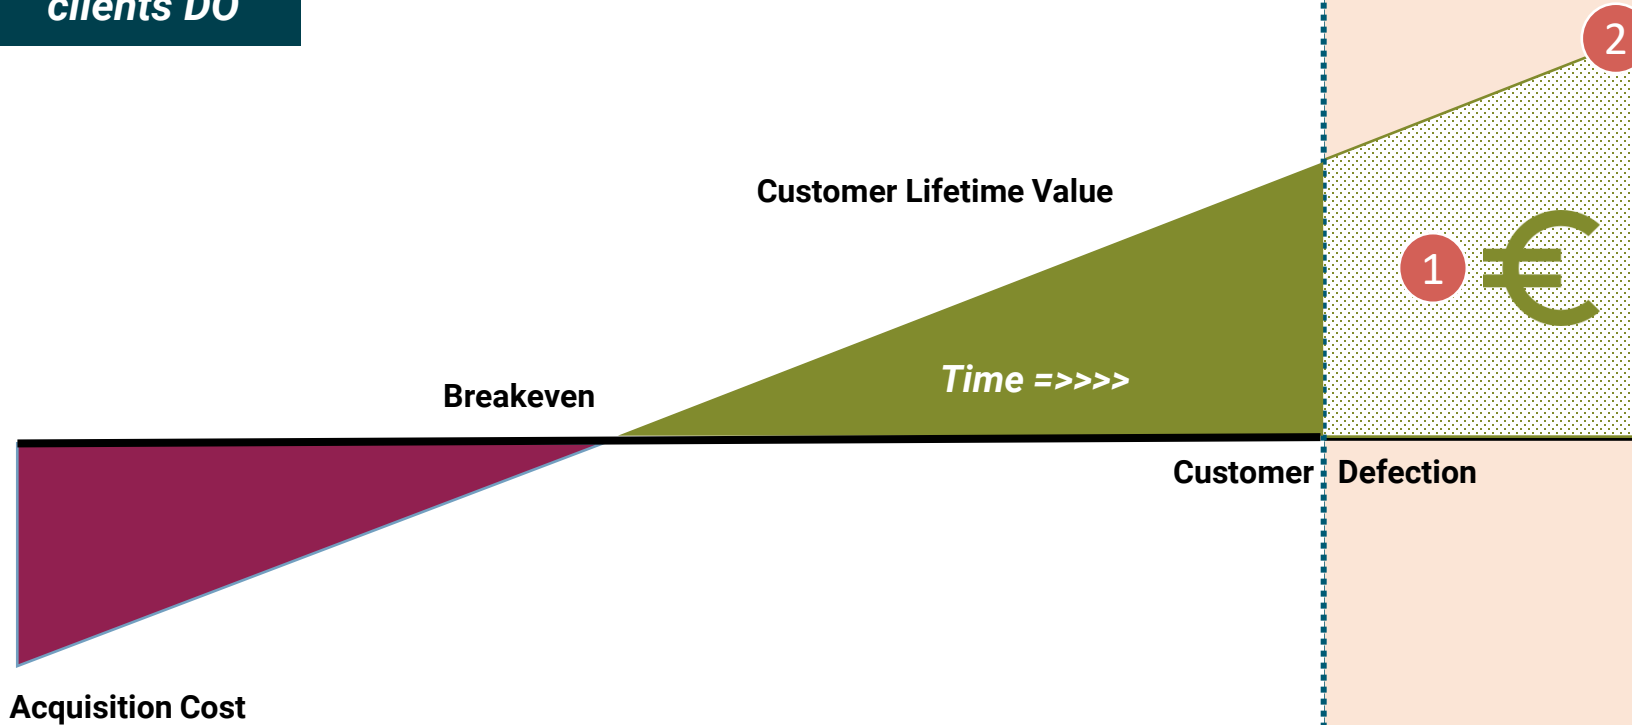 clients DO
2
Customer Lifetime Value
1 €
Time =>>>>
Breakeven
Customer Defection
Acquisition Cost